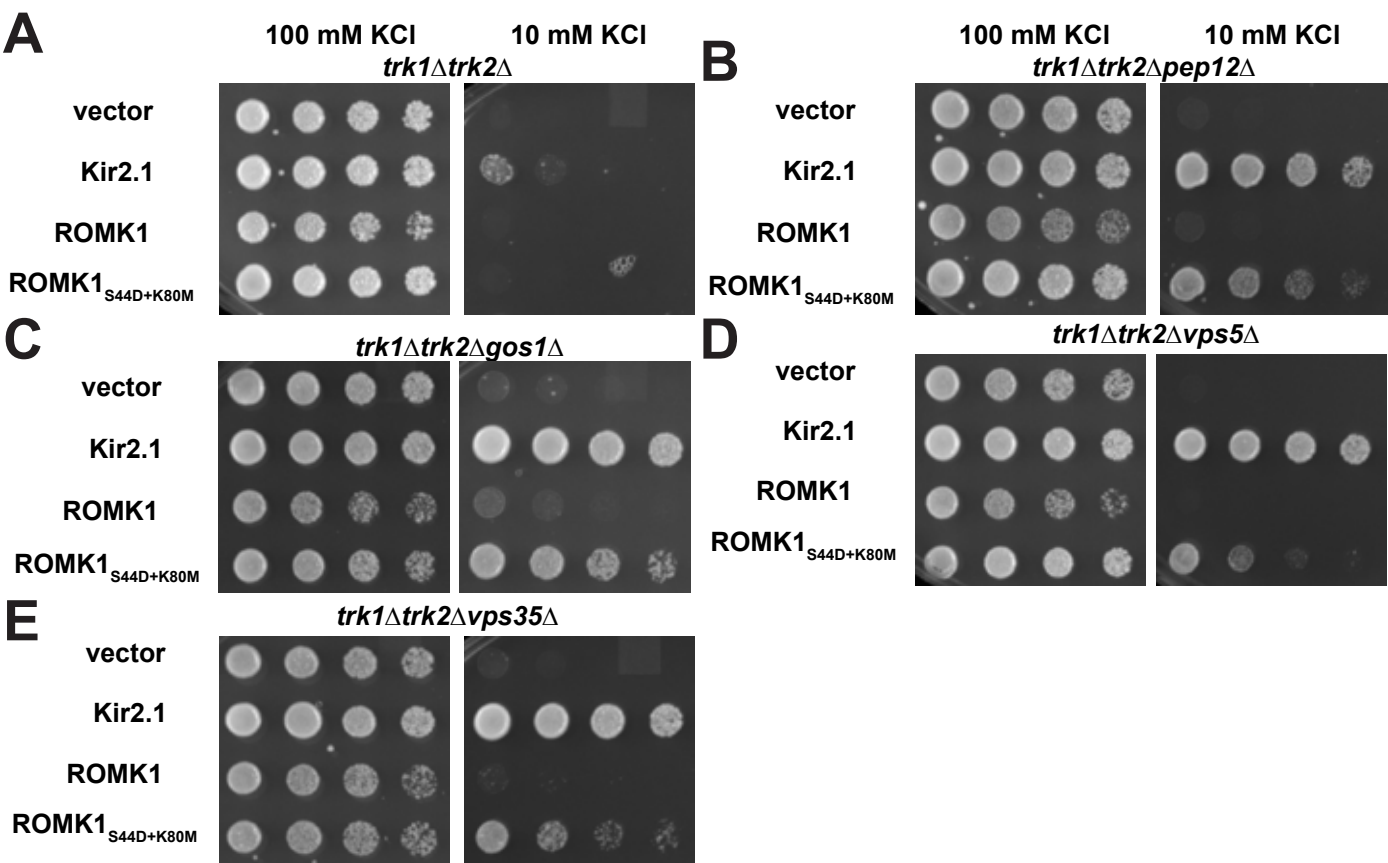 A
100 mM KCl 10 mM KCl
trk1Δtrk2Δ
vector
Kir2.1
ROMK1
ROMK1S44D+K80M
B
100 mM KCl 10 mM KCl
trk1Δtrk2Δpep12Δ
vector
Kir2.1
ROMK1
ROMK1S44D+K80M
C
trk1Δtrk2Δgos1Δ
vector
Kir2.1
ROMK1
ROMK1S44D+K80M
D
trk1Δtrk2Δvps5Δ
vector
Kir2.1
ROMK1
ROMK1S44D+K80M
E
trk1Δtrk2Δvps35Δ
vector
Kir2.1
ROMK1
ROMK1S44D+K80M